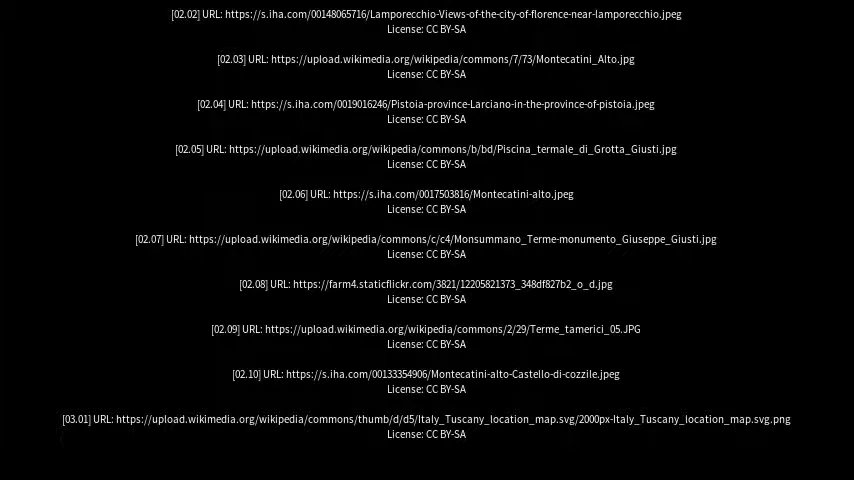 [02.02] URL: https://s.iha.com/00148065716/Lamporecchio-Views-of-the-city-of-florence-near-lamporecchio.jpeg
License: CC BY-SA
[02.03] URL: https://upload.wikimedia.org/wikipedia/commons/7/73/Montecatini_Alto.jpg
License: CC BY-SA
[02.04] URL: https://s.iha.com/0019016246/Pistoia-province-Larciano-in-the-province-of-pistoia.jpeg
License: CC BY-SA
[02.05] URL: https://upload.wikimedia.org/wikipedia/commons/b/bd/Piscina_termale_di_Grotta_Giusti.jpg
License: CC BY-SA
[02.06] URL: https://s.iha.com/0017503816/Montecatini-alto.jpeg
License: CC BY-SA
[02.07] URL: https://upload.wikimedia.org/wikipedia/commons/c/c4/Monsummano_Terme-monumento_Giuseppe_Giusti.jpg
License: CC BY-SA
[02.08] URL: https://farm4.staticflickr.com/3821/12205821373_348df827b2_o_d.jpg
License: CC BY-SA
[02.09] URL: https://upload.wikimedia.org/wikipedia/commons/2/29/Terme_tamerici_05.JPG
License: CC BY-SA
[02.10] URL: https://s.iha.com/00133354906/Montecatini-alto-Castello-di-cozzile.jpeg
License: CC BY-SA
[03.01] URL: https://upload.wikimedia.org/wikipedia/commons/thumb/d/d5/Italy_Tuscany_location_map.svg/2000px-Italy_Tuscany_location_map.svg.png
License: CC BY-SA